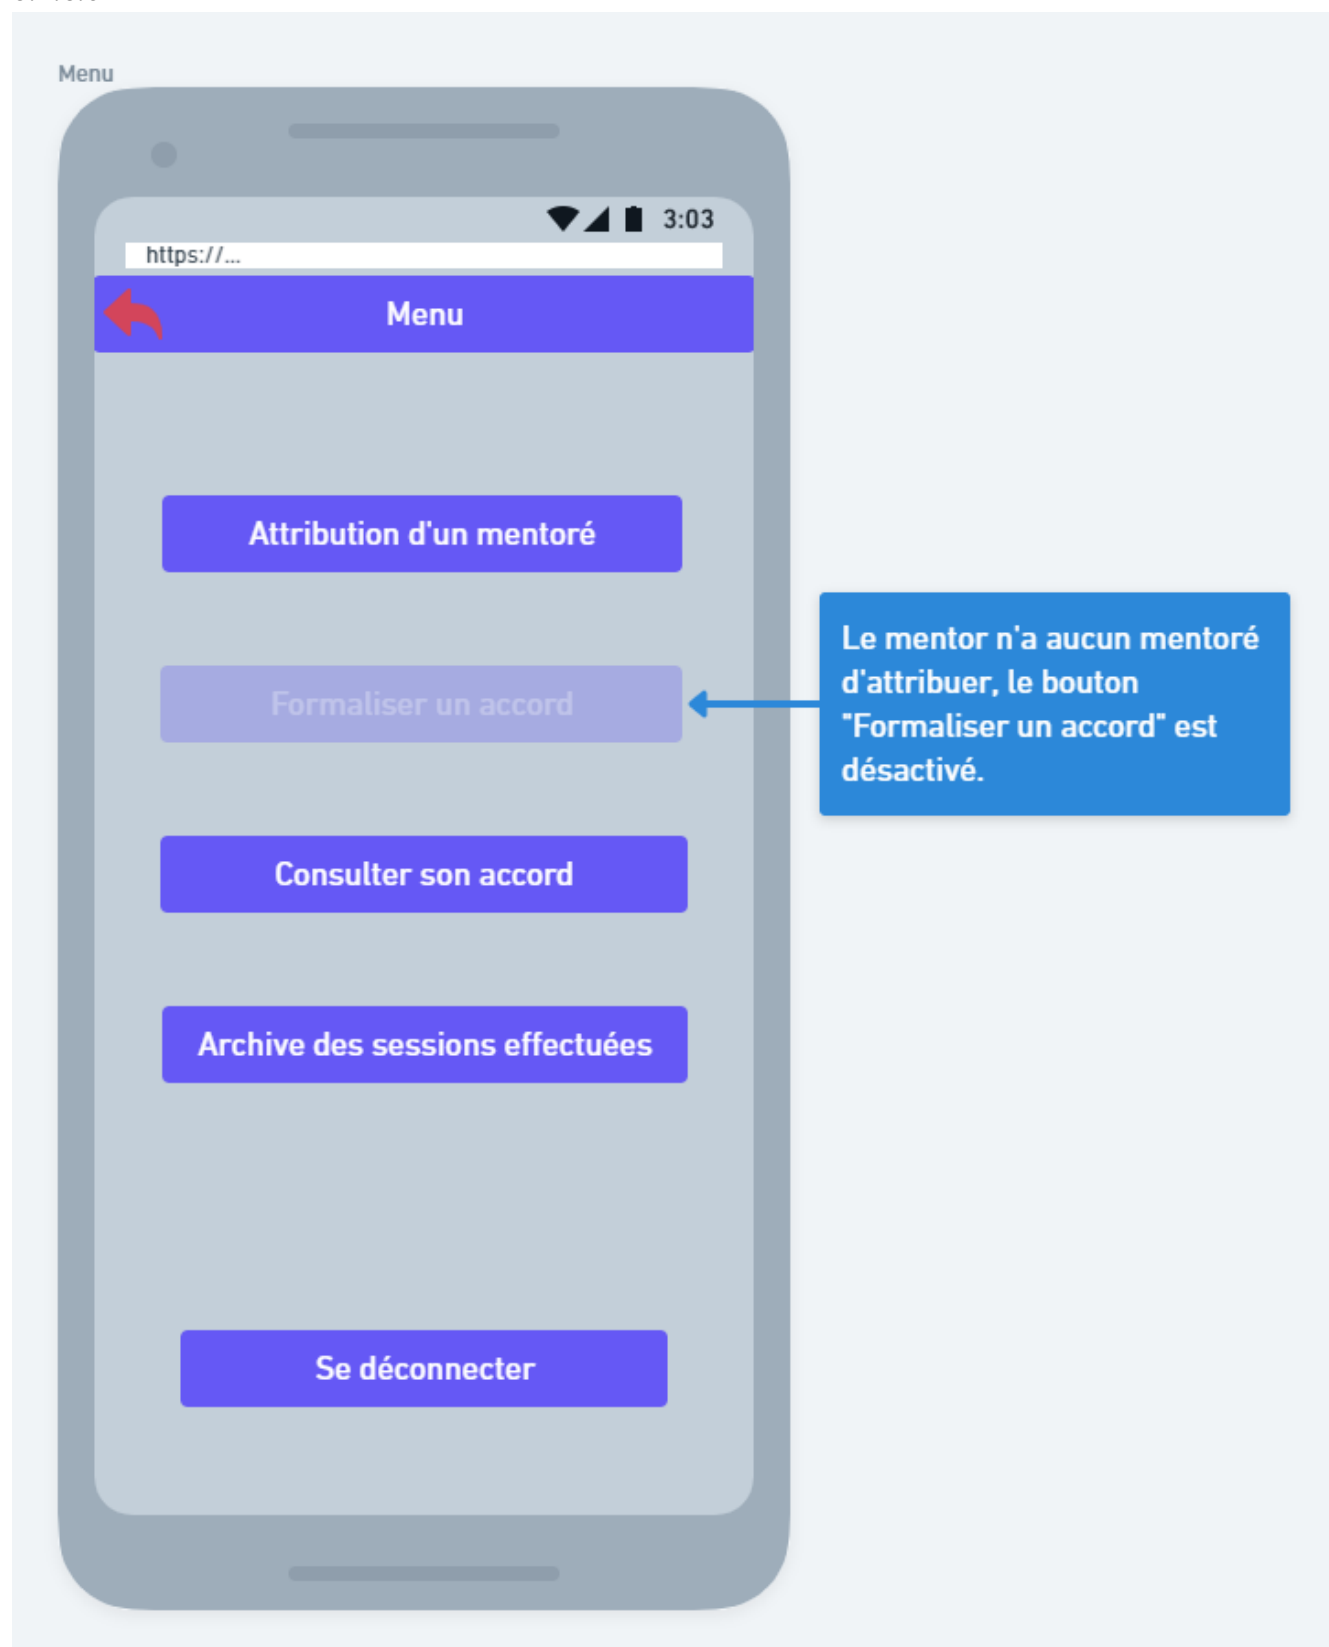 Menu
3:03
https://...
Menu
Attribution d'un mentoré
Formaliser un accord
Le mentor n'a aucun mentoré
d'attribuer, le bouton
"Formaliser un accord" est
désactivé.
Consulter son accord
Archive des sessions effectuées
Se déconnecter